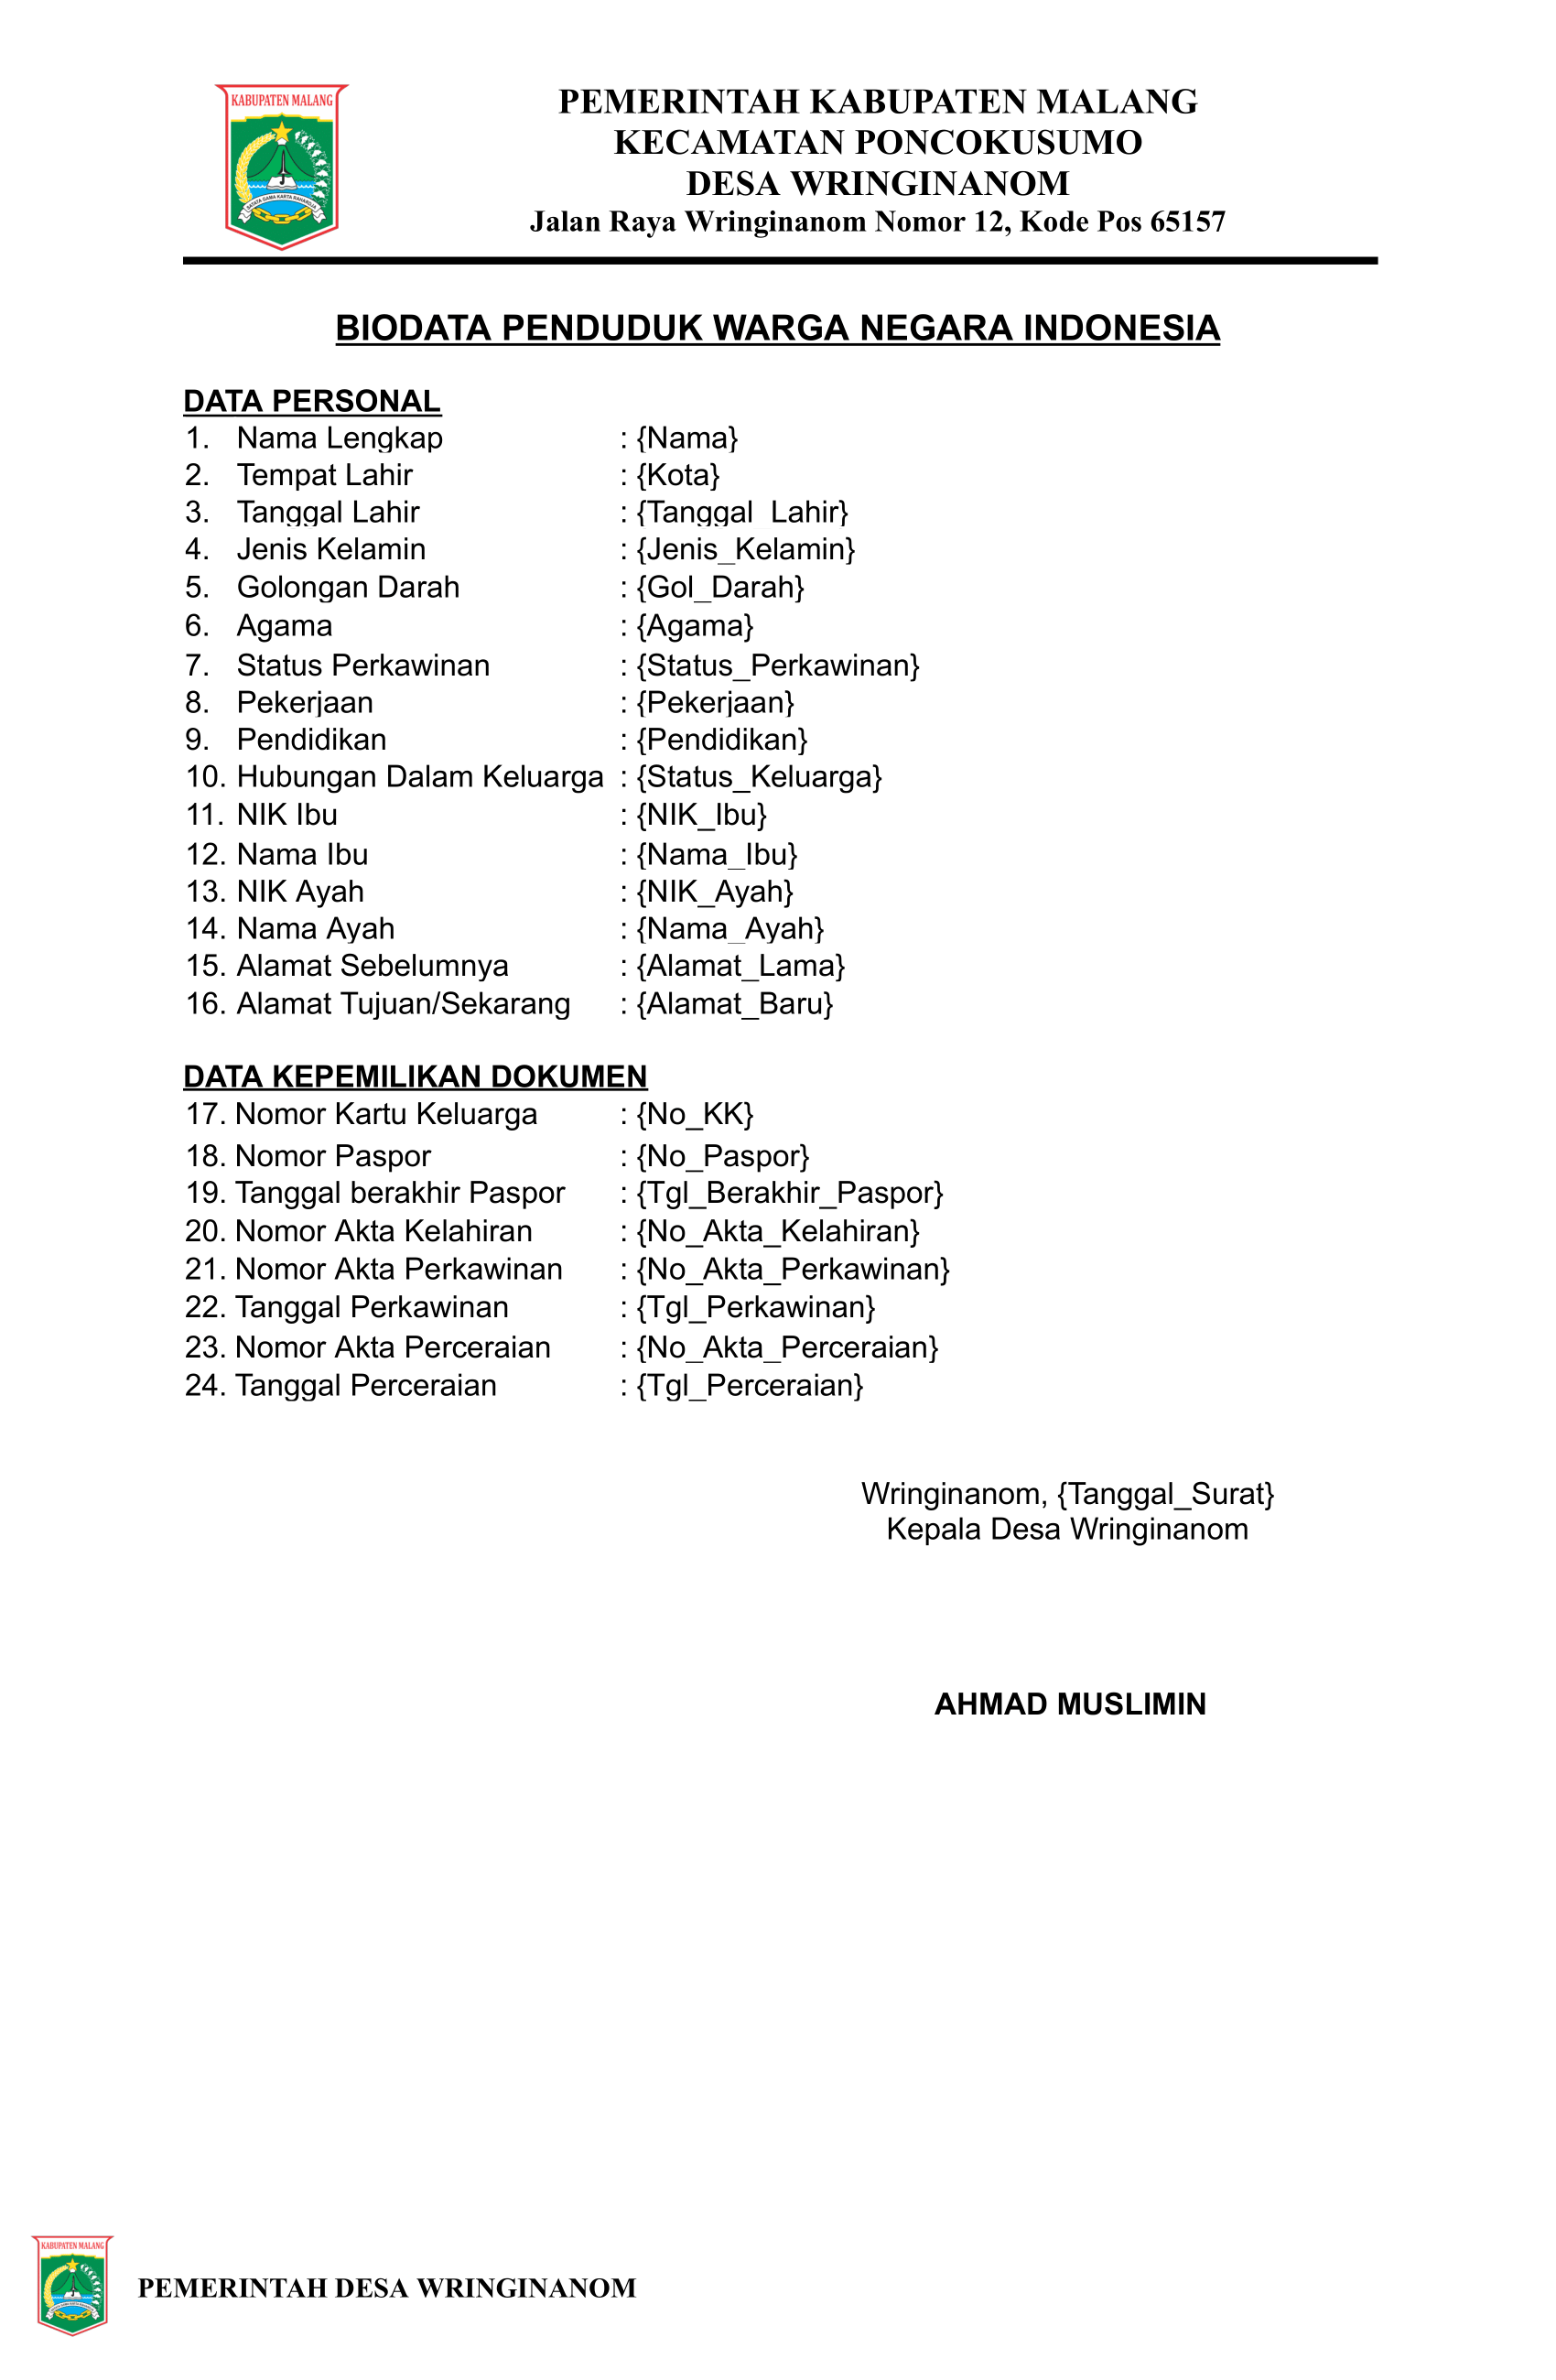 KABUPATEN MALANG
SATATA GAMA KARTA RAHARDJA
PEMERINTAH KABUPATEN MALANG
KECAMATAN PONCOKUSUMO
DESA WRINGINANOM
Jalan Raya Wringinanom Nomor 12, Kode Pos 65157
BIODATA PENDUDUK WARGA NEGARA INDONESIA
DATA PERSONAL
1. Nama Lengkap : {Nama}
2. Tempat Lahir : {Kota}
3. Tanggal Lahir : {Tanggal_Lahir}
4. Jenis Kelamin : {Jenis_Kelamin}
5. Golongan Darah : {Gol_Darah}
6. Agama : {Agama}
7. Status Perkawinan : {Status_Perkawinan}
8. Pekerjaan : {Pekerjaan}
9. Pendidikan : {Pendidikan}
10. Hubungan Dalam Keluarga : {Status_Keluarga}
11. NIK Ibu : {NIK_Ibu}
12. Nama Ibu : {Nama_Ibu}
13. NIK Ayah : {NIK_Ayah}
14. Nama Ayah : {Nama_Ayah}
15. Alamat Sebelumnya : {Alamat_Lama}
16. Alamat Tujuan/Sekarang : {Alamat_Baru}
DATA KEPEMILIKAN DOKUMEN
17. Nomor Kartu Keluarga : {No_KK}
18. Nomor Paspor : {No_Paspor}
19. Tanggal berakhir Paspor : {Tgl_Berakhir_Paspor}
20. Nomor Akta Kelahiran : {No_Akta_Kelahiran}
21. Nomor Akta Perkawinan : {No_Akta_Perkawinan}
22. Tanggal Perkawinan : {Tgl_Perkawinan}
23. Nomor Akta Perceraian : {No_Akta_Perceraian}
24. Tanggal Perceraian : {Tgl_Perceraian}
Wringinanom, {Tanggal_Surat}
Kepala Desa Wringinanom
AHMAD MUSLIMIN
KABUPATEN MALANG
PEMERINTAH DESA WRINGINANOM